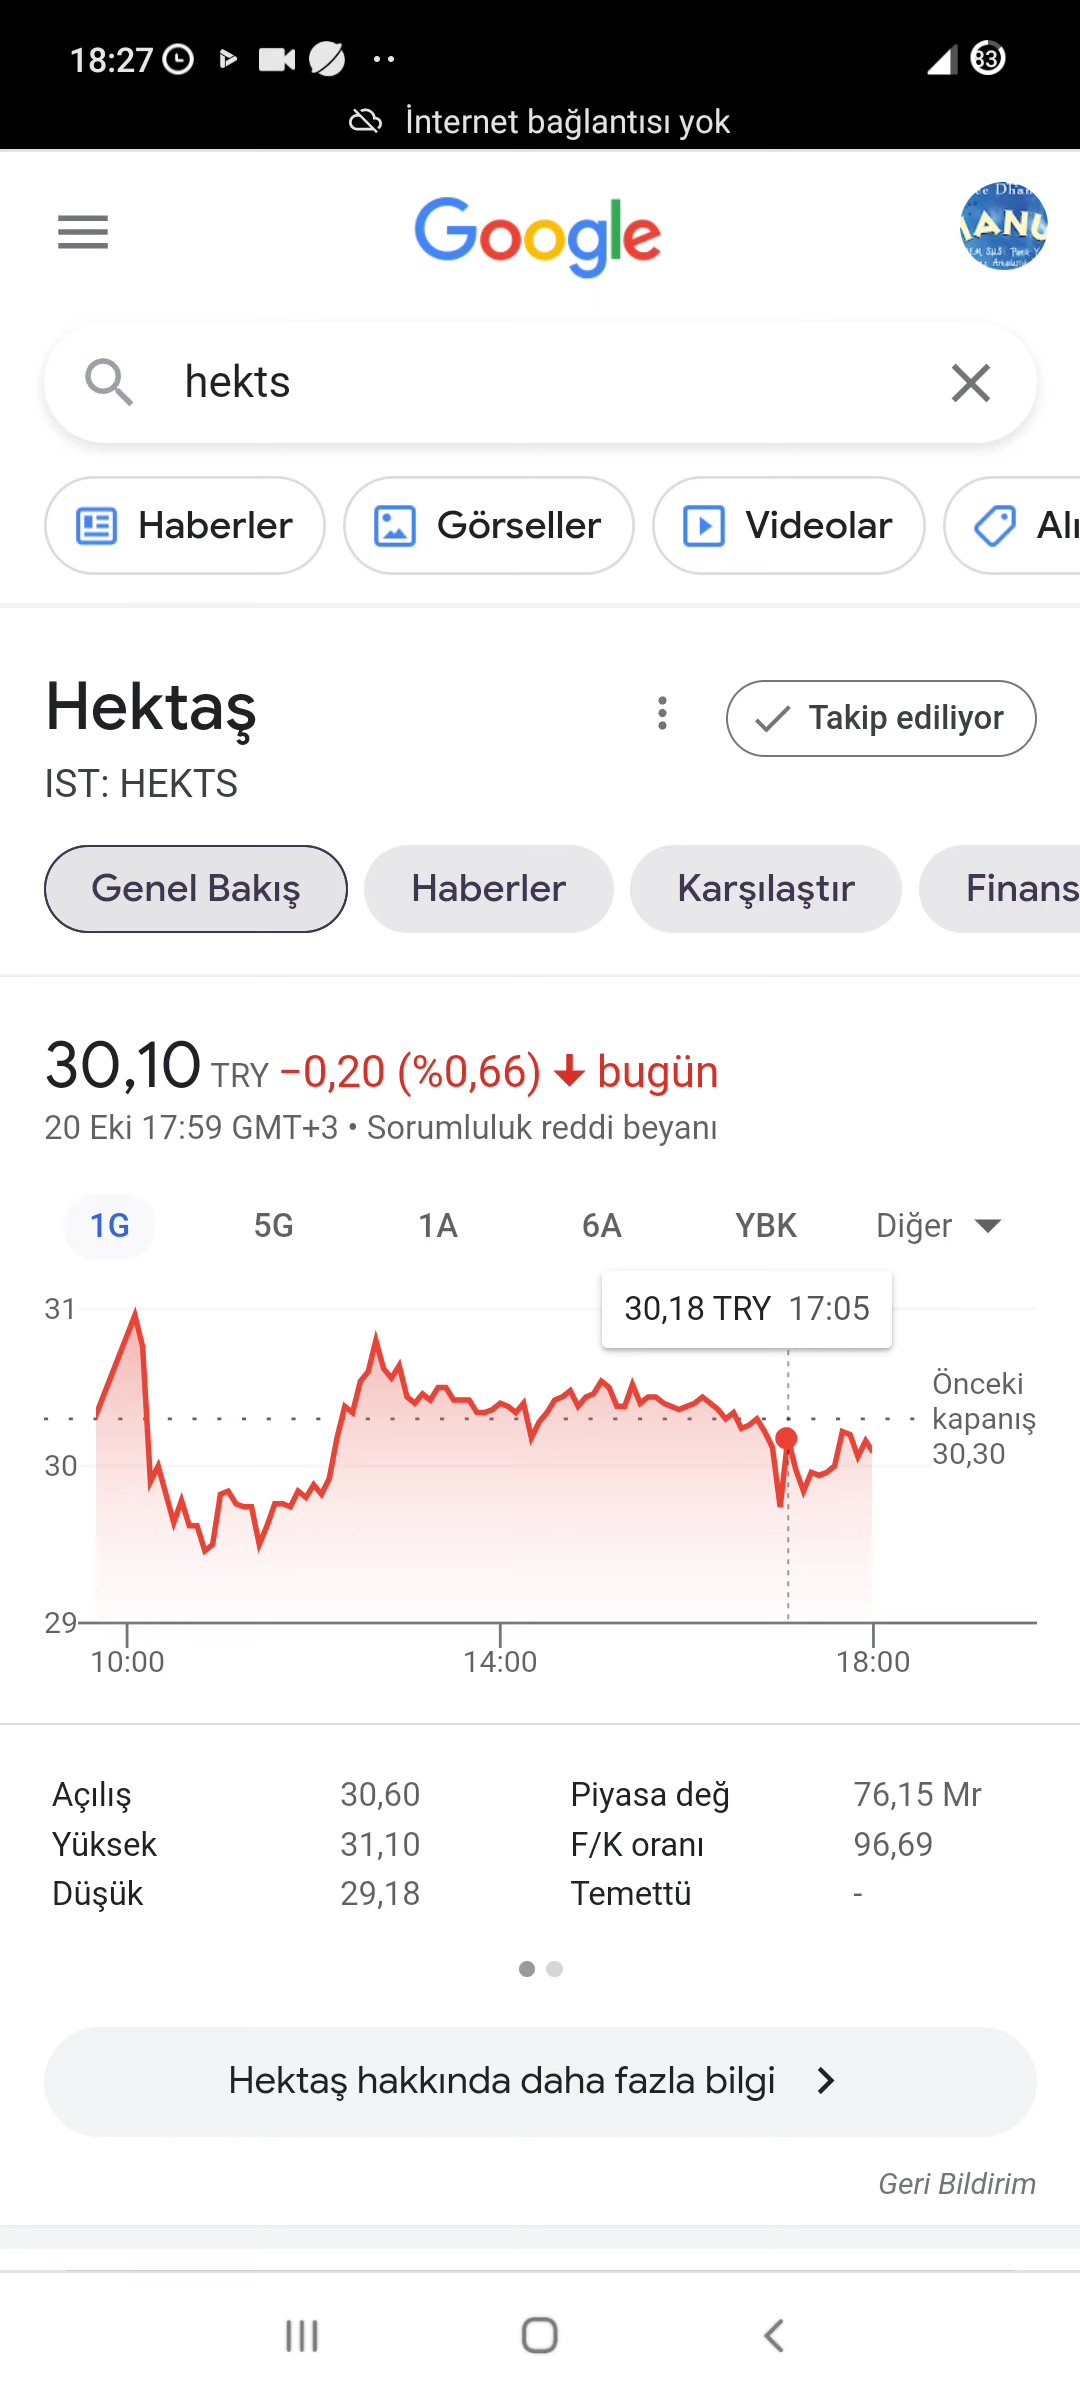 18:27
83
İnternet bağlantısı yok
Google
hekts
Haberler
Görseller
Videolar
Alı
Hektaş
Takip ediliyor
IST: HEKTS
Genel Bakış
Haberler
Karşılaştır
Finans
30,10 TRY −0,20 (%0,66) ↓ bugün
20 Eki 17:59 GMT+3 • Sorumluluk reddi beyanı
1G
5G
1A
6A
YBK
Diğer
30,18 TRY 17:05
31
30
29
Önceki
kapanış
30,30
10:00
14:00
18:00
Açılış 30,60 Piyasa değ 76,15 Mr
Yüksek 31,10 F/K oranı 96,69
Düşük 29,18 Temettü -
Hektaş hakkında daha fazla bilgi
Geri Bildirim